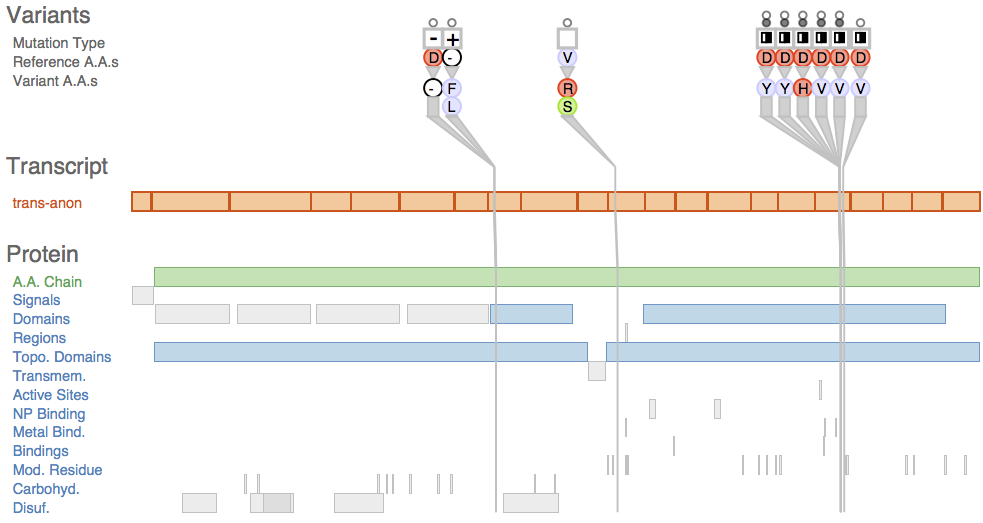 Variants
Mutation Type
- +
Reference A.A.s
D - V D D D D D D
Variant A.A.s
- F R Y Y H V V V
L S
Transcript
trans-anon
Protein
A.A. Chain
Signals
Domains
Regions
Topo. Domains
Transmem.
Active Sites
NP Binding
Metal Bind.
Bindings
Mod. Residue
Carbohyd.
Disuf.